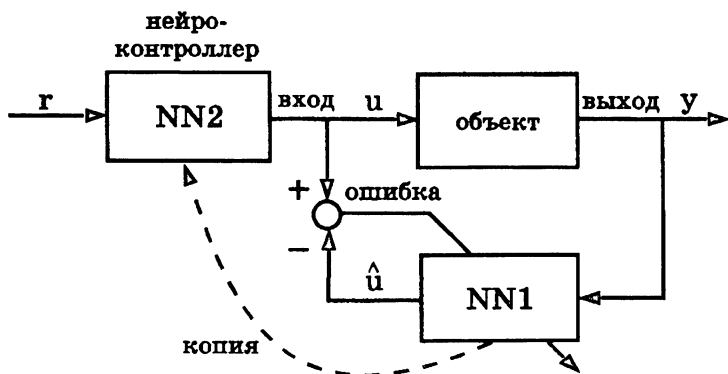 нейро-
контроллер
r
NN2
вход
u
объект
выход
y
+
ошибка
−
û
NN1
копия